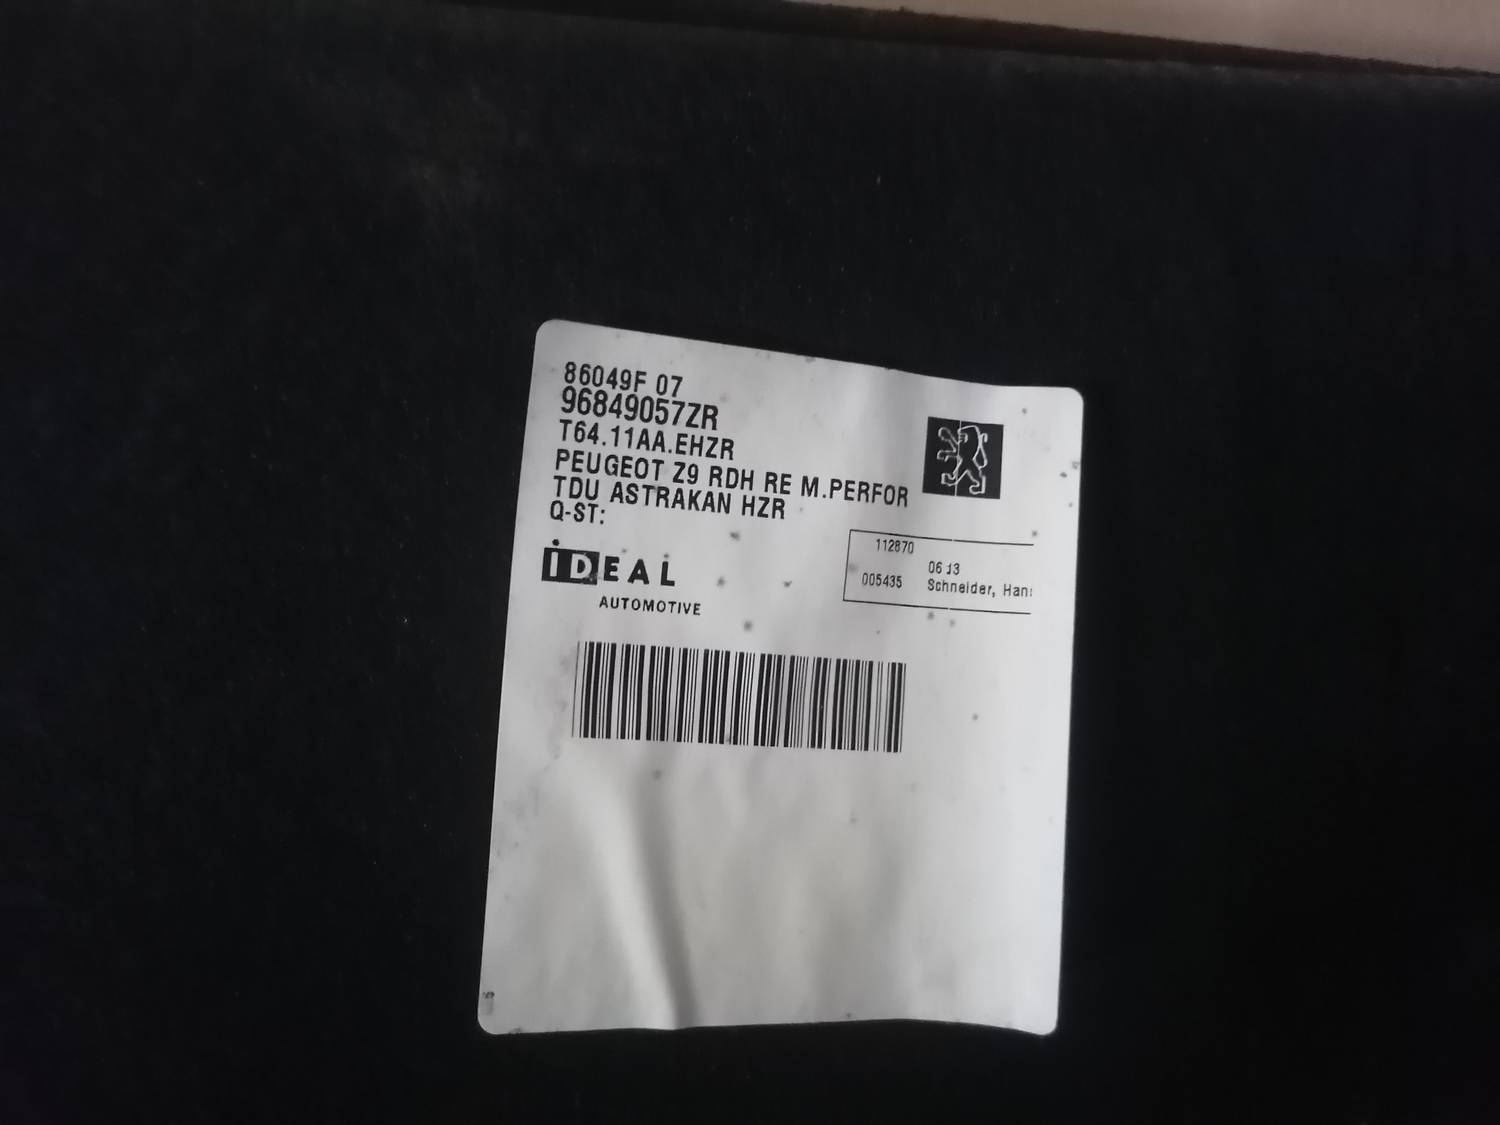 86049F 07
96849057ZR
T64.11AA.EHZR
PEUGEOT Z9 RDH RE M.PERFOR
TDU ASTRAKAN HZR
Q-ST:
iDEAL
AUTOMOTIVE
112870
06 13
005435 Schneider, Han